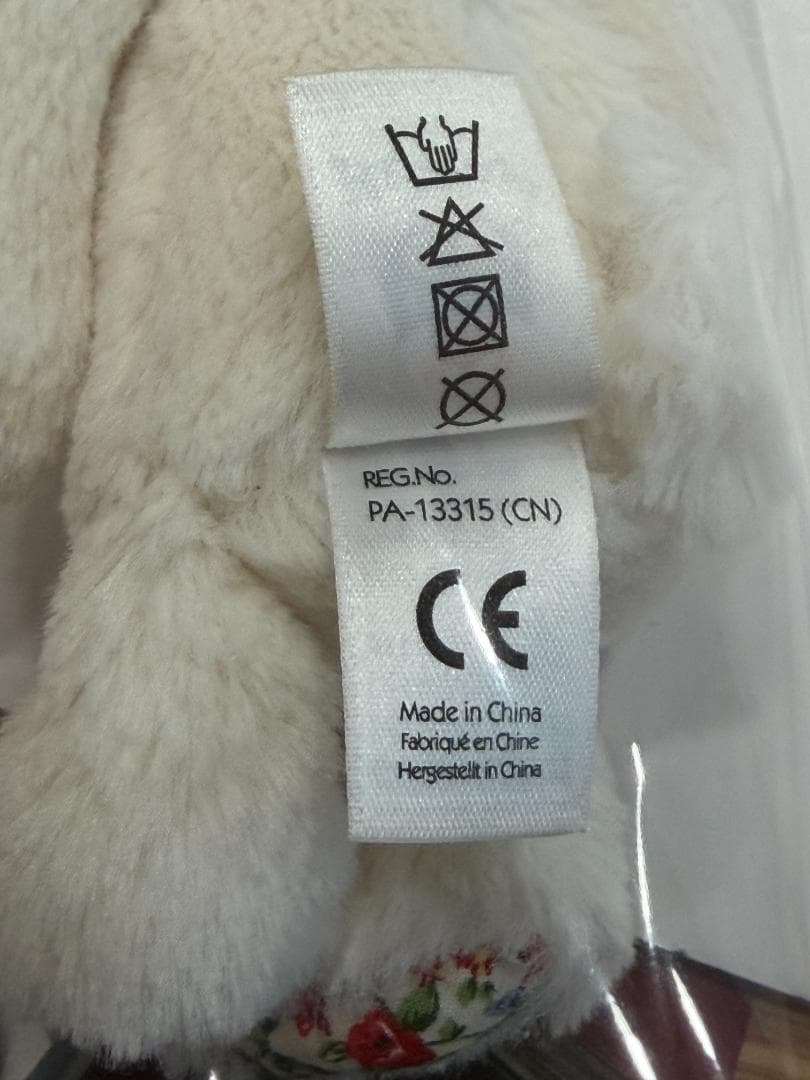 REG.No.
PA-13315 (CN)
CE
Made in China
Fabriqué en Chine
Hergestellt in China